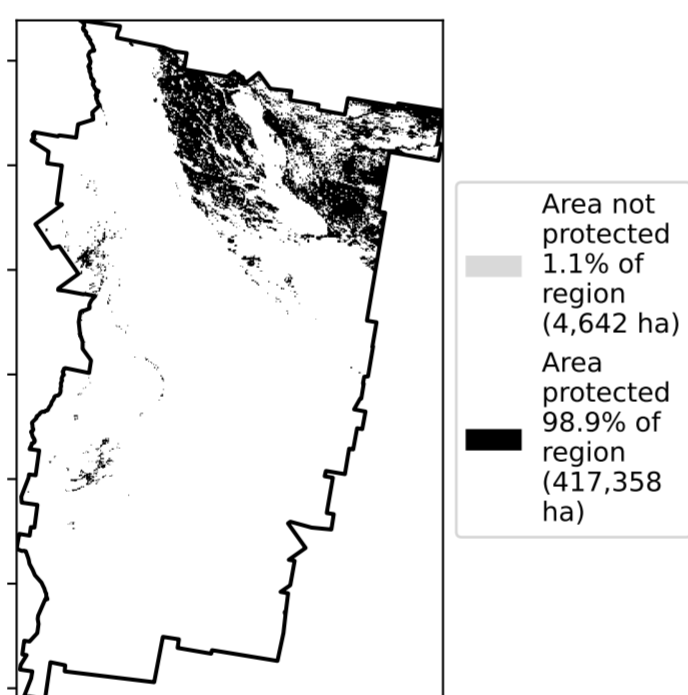 Area not
protected
1.1% of
region
(4,642 ha)
Area
protected
98.9% of
region
(417,358
ha)